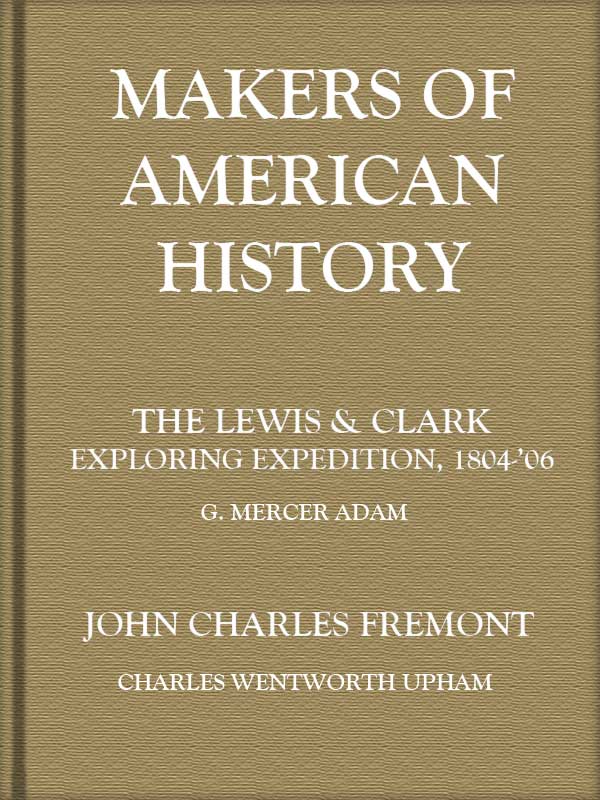 MAKERS OF
AMERICAN
HISTORY
THE LEWIS & CLARK
EXPLORING EXPEDITION, 1804-’06
G. MERCER ADAM
JOHN CHARLES FREMONT
CHARLES WENTWORTH UPHAM